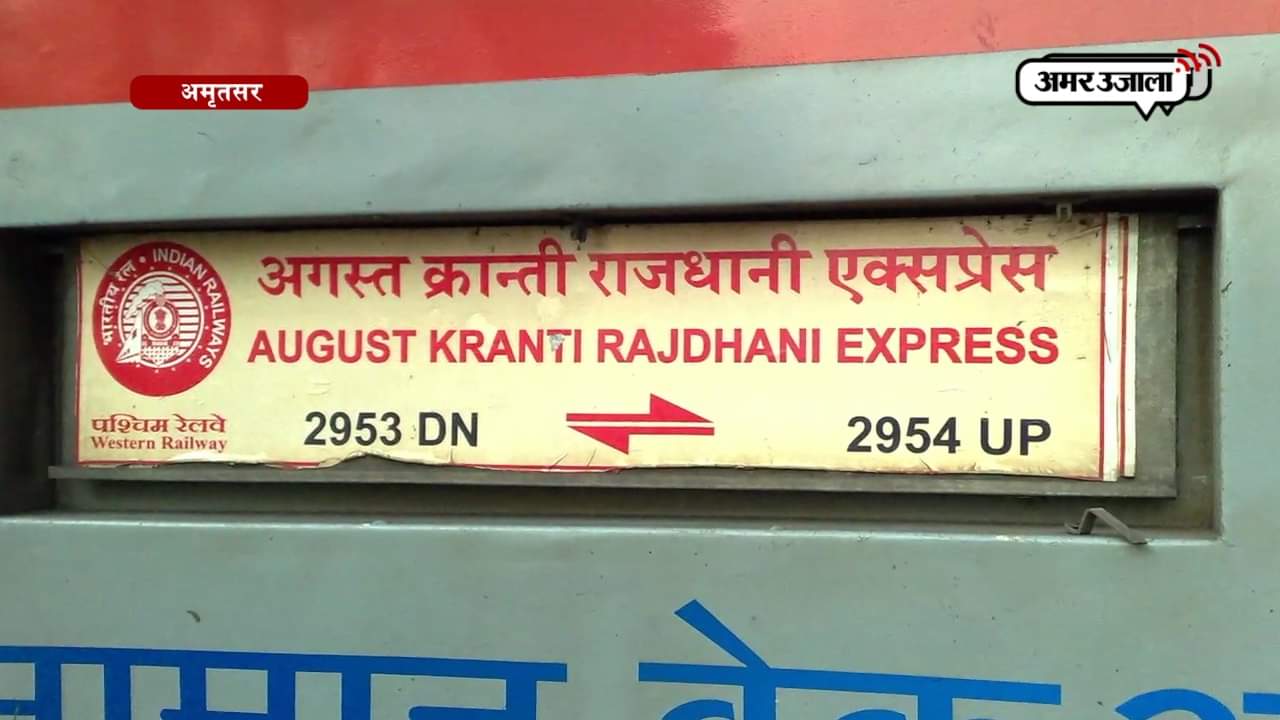 अमृतसर
अमर उजाला
भारतीय रेल • INDIAN RAILWAYS
अगस्त क्रान्ती राजधानी एक्सप्रेस
AUGUST KRANTI RAJDHANI EXPRESS
पश्चिम रेलवे
Western Railway
2953 DN
2954 UP